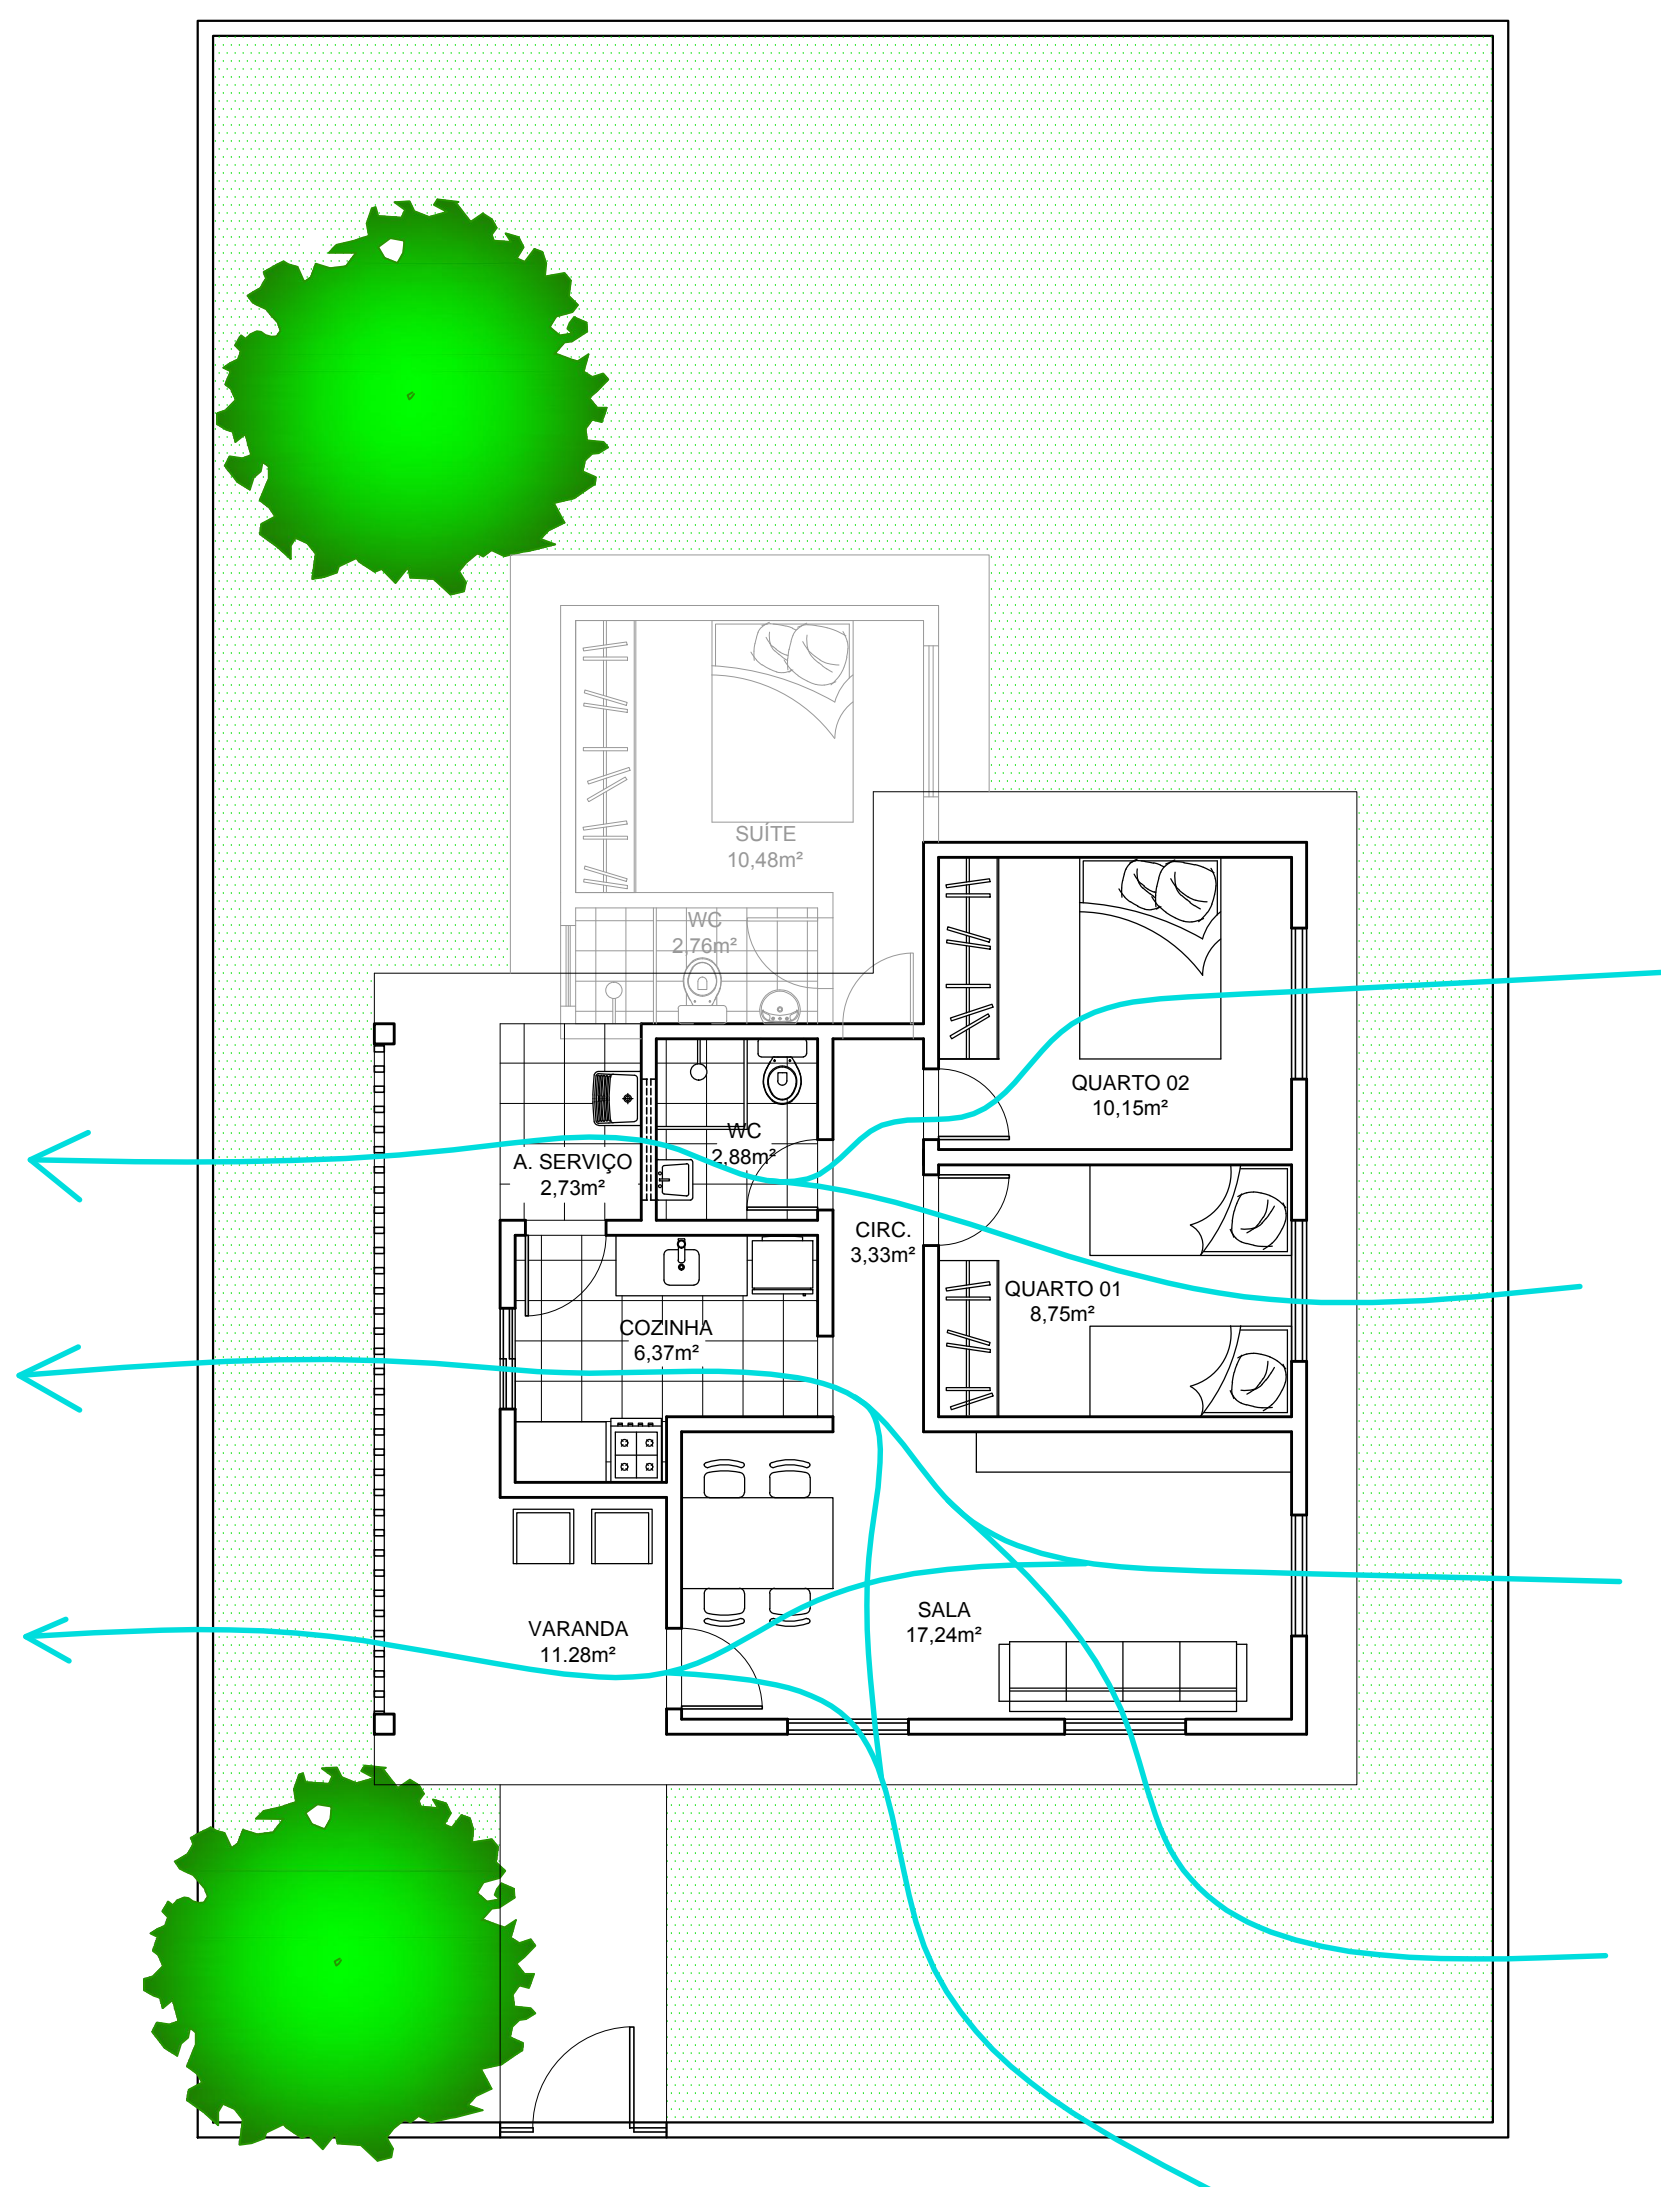 SUÍTE
10,48m²
WC
2,76m²
QUARTO 02
10,15m²
WC
2,88m²
A. SERVIÇO
2,73m²
CIRC.
3,33m²
QUARTO 01
8,75m²
COZINHA
6,37m²
SALA
17,24m²
VARANDA
11.28m²